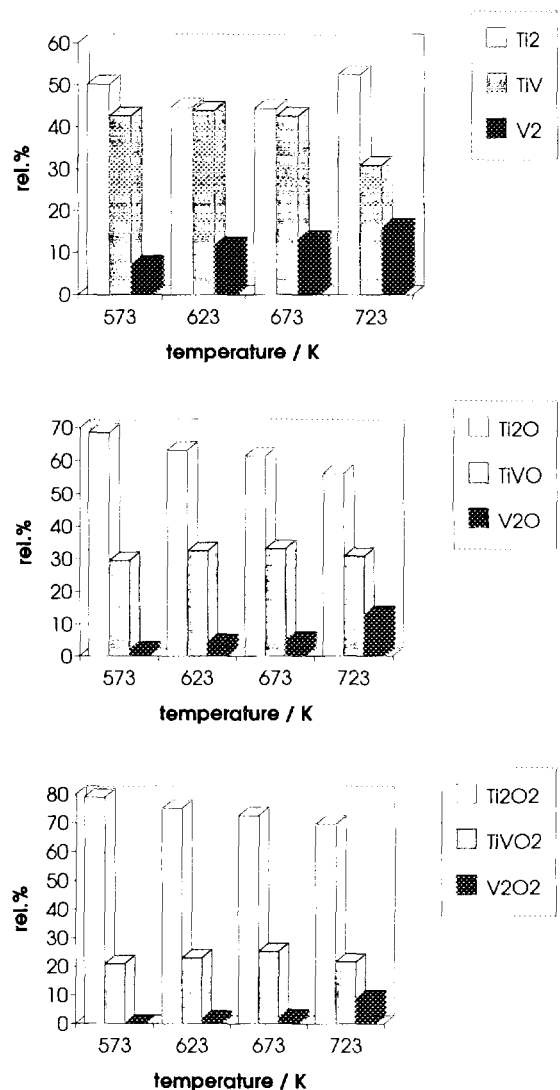 60
50
40
30
20
10
0
rel.%
573 623 673 723
temperature / K
Ti2
TiV
V2
70
60
50
40
30
20
10
0
rel.%
573 623 673 723
temperature / K
Ti2O
TiVO
V2O
80
70
60
50
40
30
20
10
0
rel.%
573 623 673 723
temperature / K
Ti2O2
TiVO2
V2O2